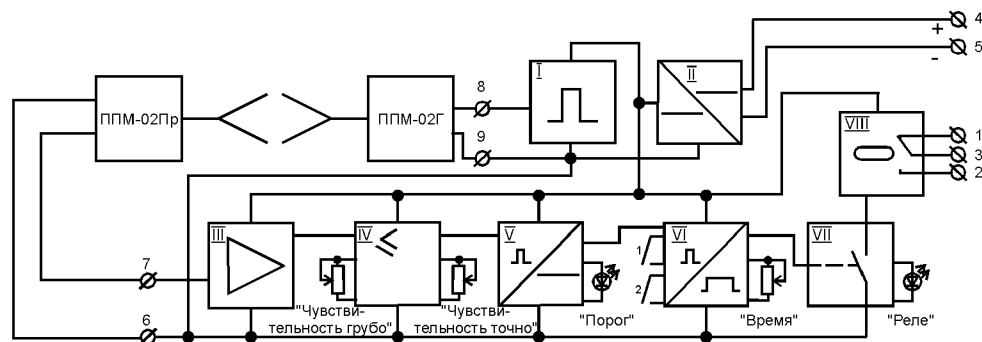 4
+
5
-
I
II
8
ППМ-02Пр
ППМ-02Г
9
VIII
1
3
2
III
IV
V
VI
VII
1
2
7
6
"Чувстви-
тельность грубо"
"Чувстви-
тельность точно"
"Порог"
"Время"
"Реле"